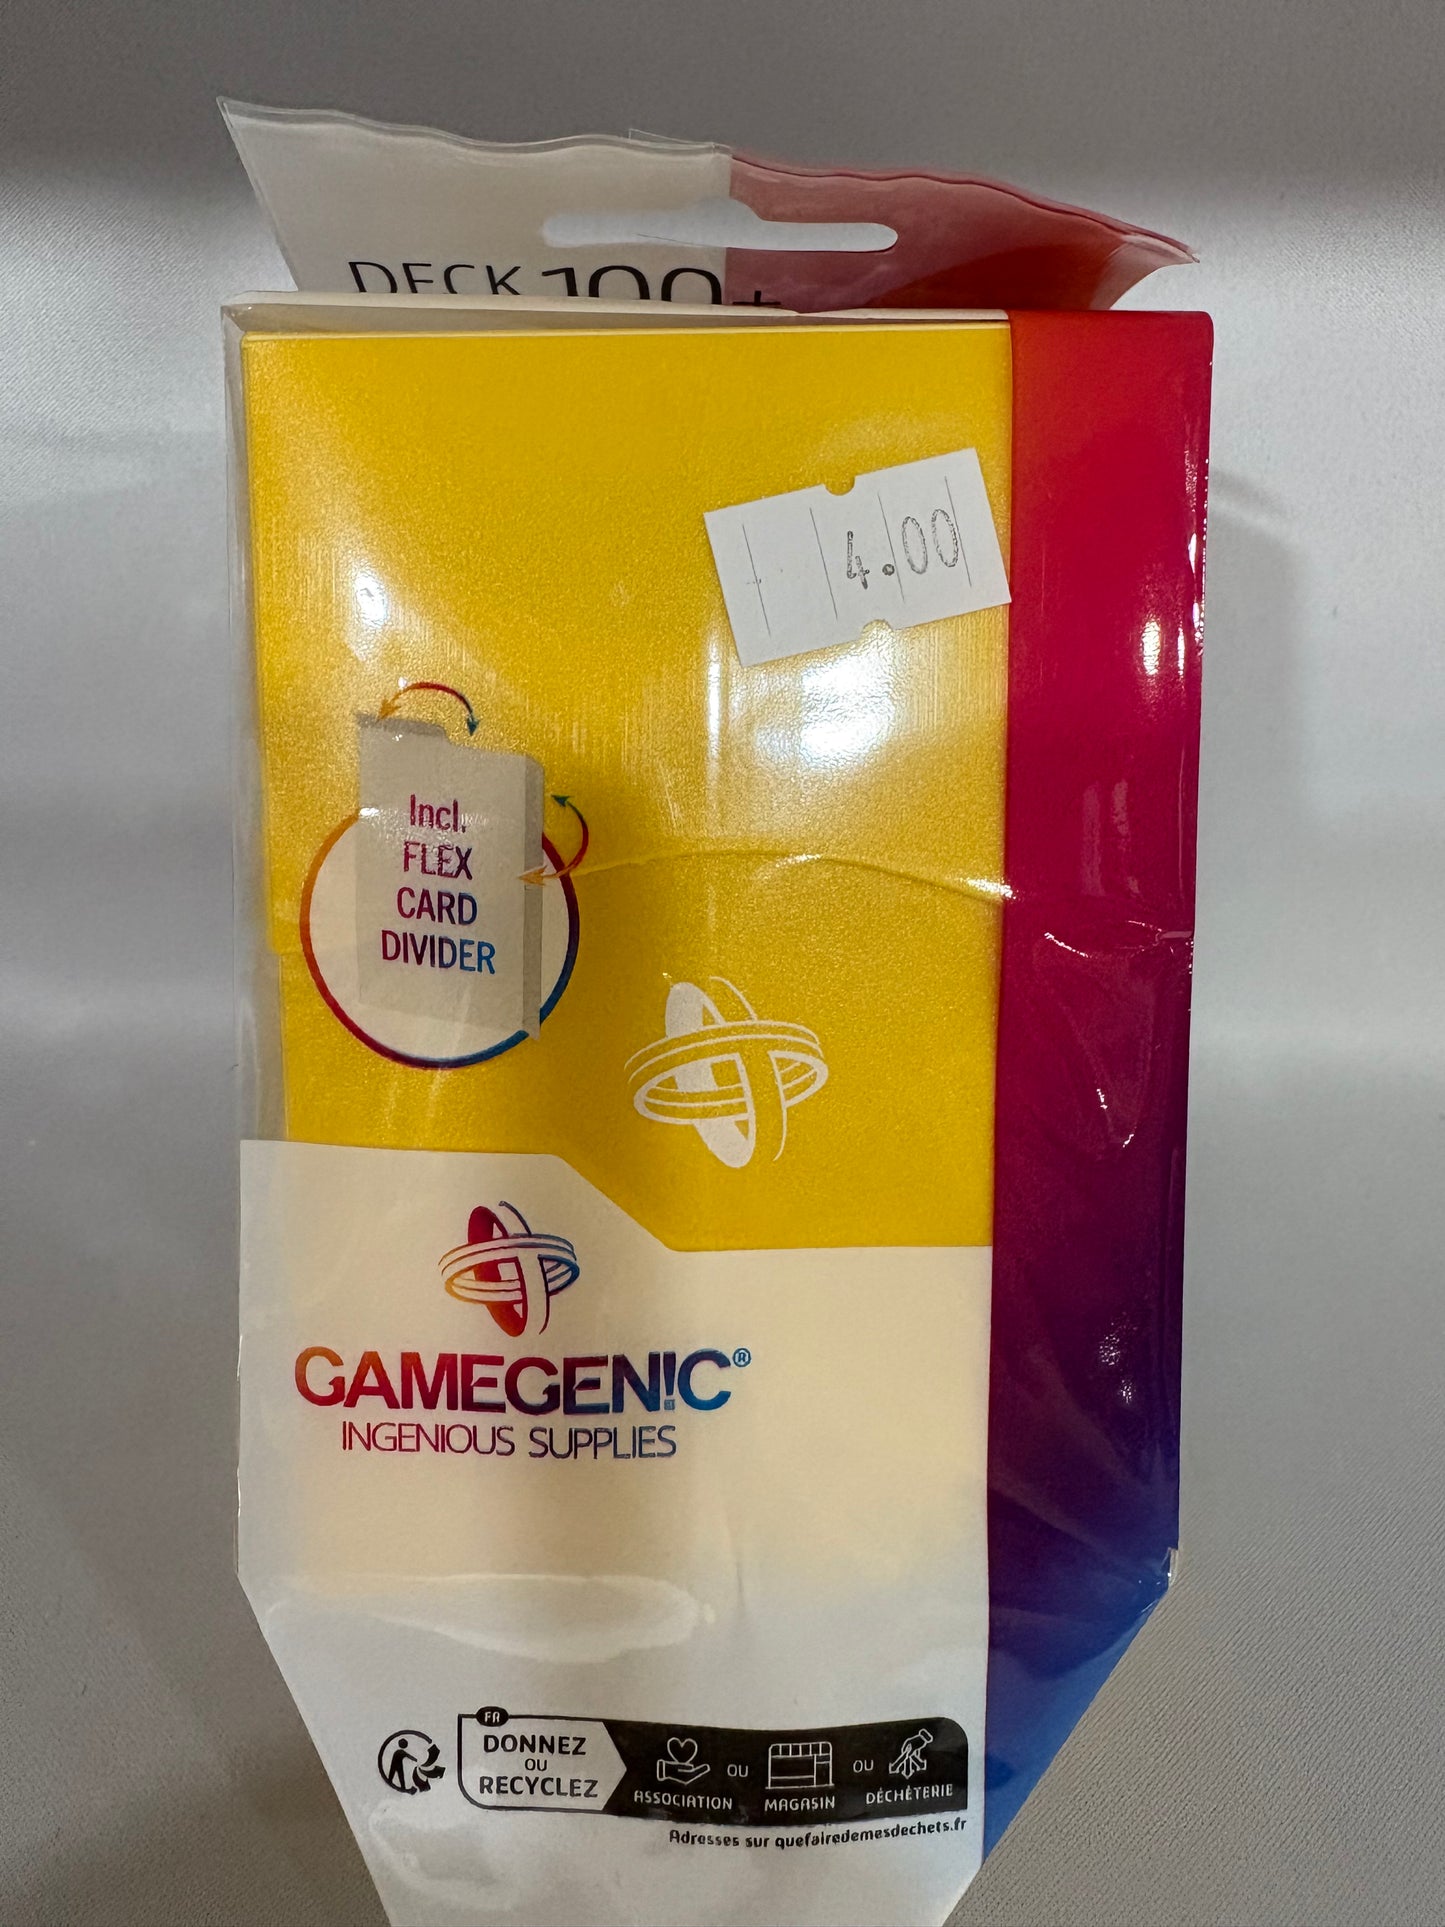 DECK 100+
4.00
Incl.
FLEX
CARD
DIVIDER
GAMEGEN!C®
INGENIOUS SUPPLIES
FR
DONNEZ
OU
RECYCLEZ
ASSOCIATION OU MAGASIN OU DÉCHÈTERIE
Adresses sur quefairedemesdechets.fr